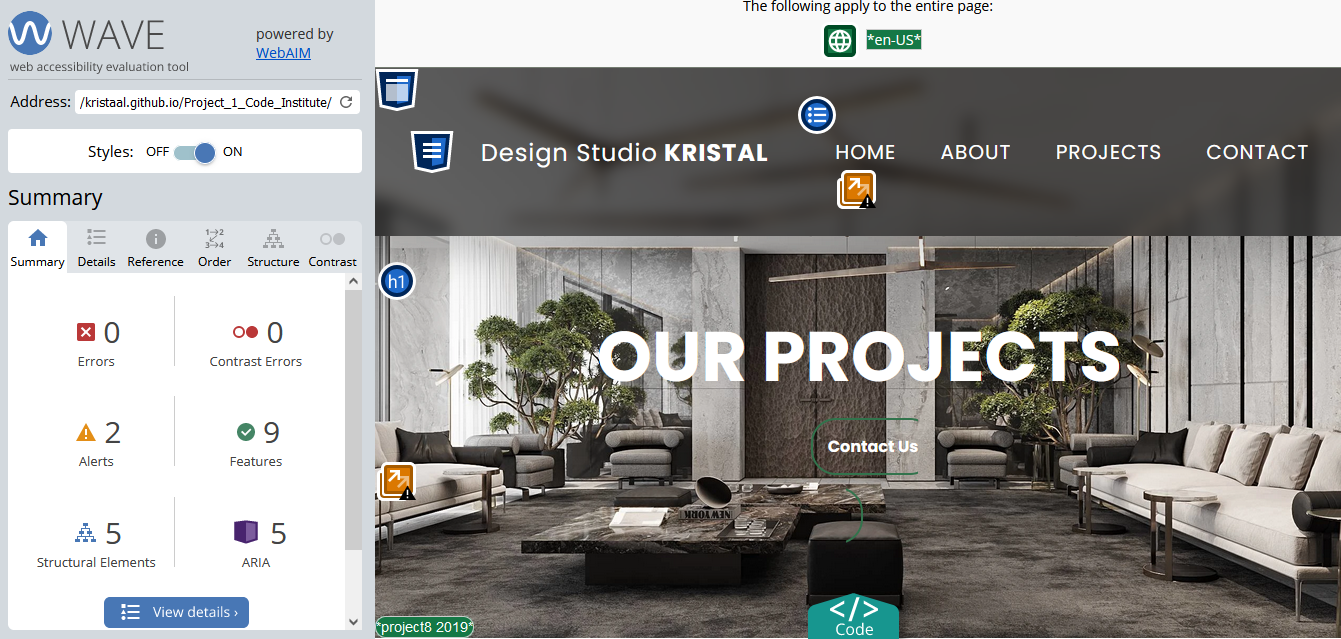 WAVE
powered by
WebAIM
web accessibility evaluation tool
Address: /kristaal.github.io/Project_1_Code_Institute/
Styles: OFF ON
Summary
Summary Details Reference Order Structure Contrast
0
Errors
0
Contrast Errors
2
Alerts
9
Features
5
Structural Elements
5
ARIA
View details ›
The following apply to the entire page:
*en-US*
Design Studio KRISTAL
HOME ABOUT PROJECTS CONTACT
h1
OUR PROJECTS
Contact Us
NEW YORK
*project8 2019*
</>
Code